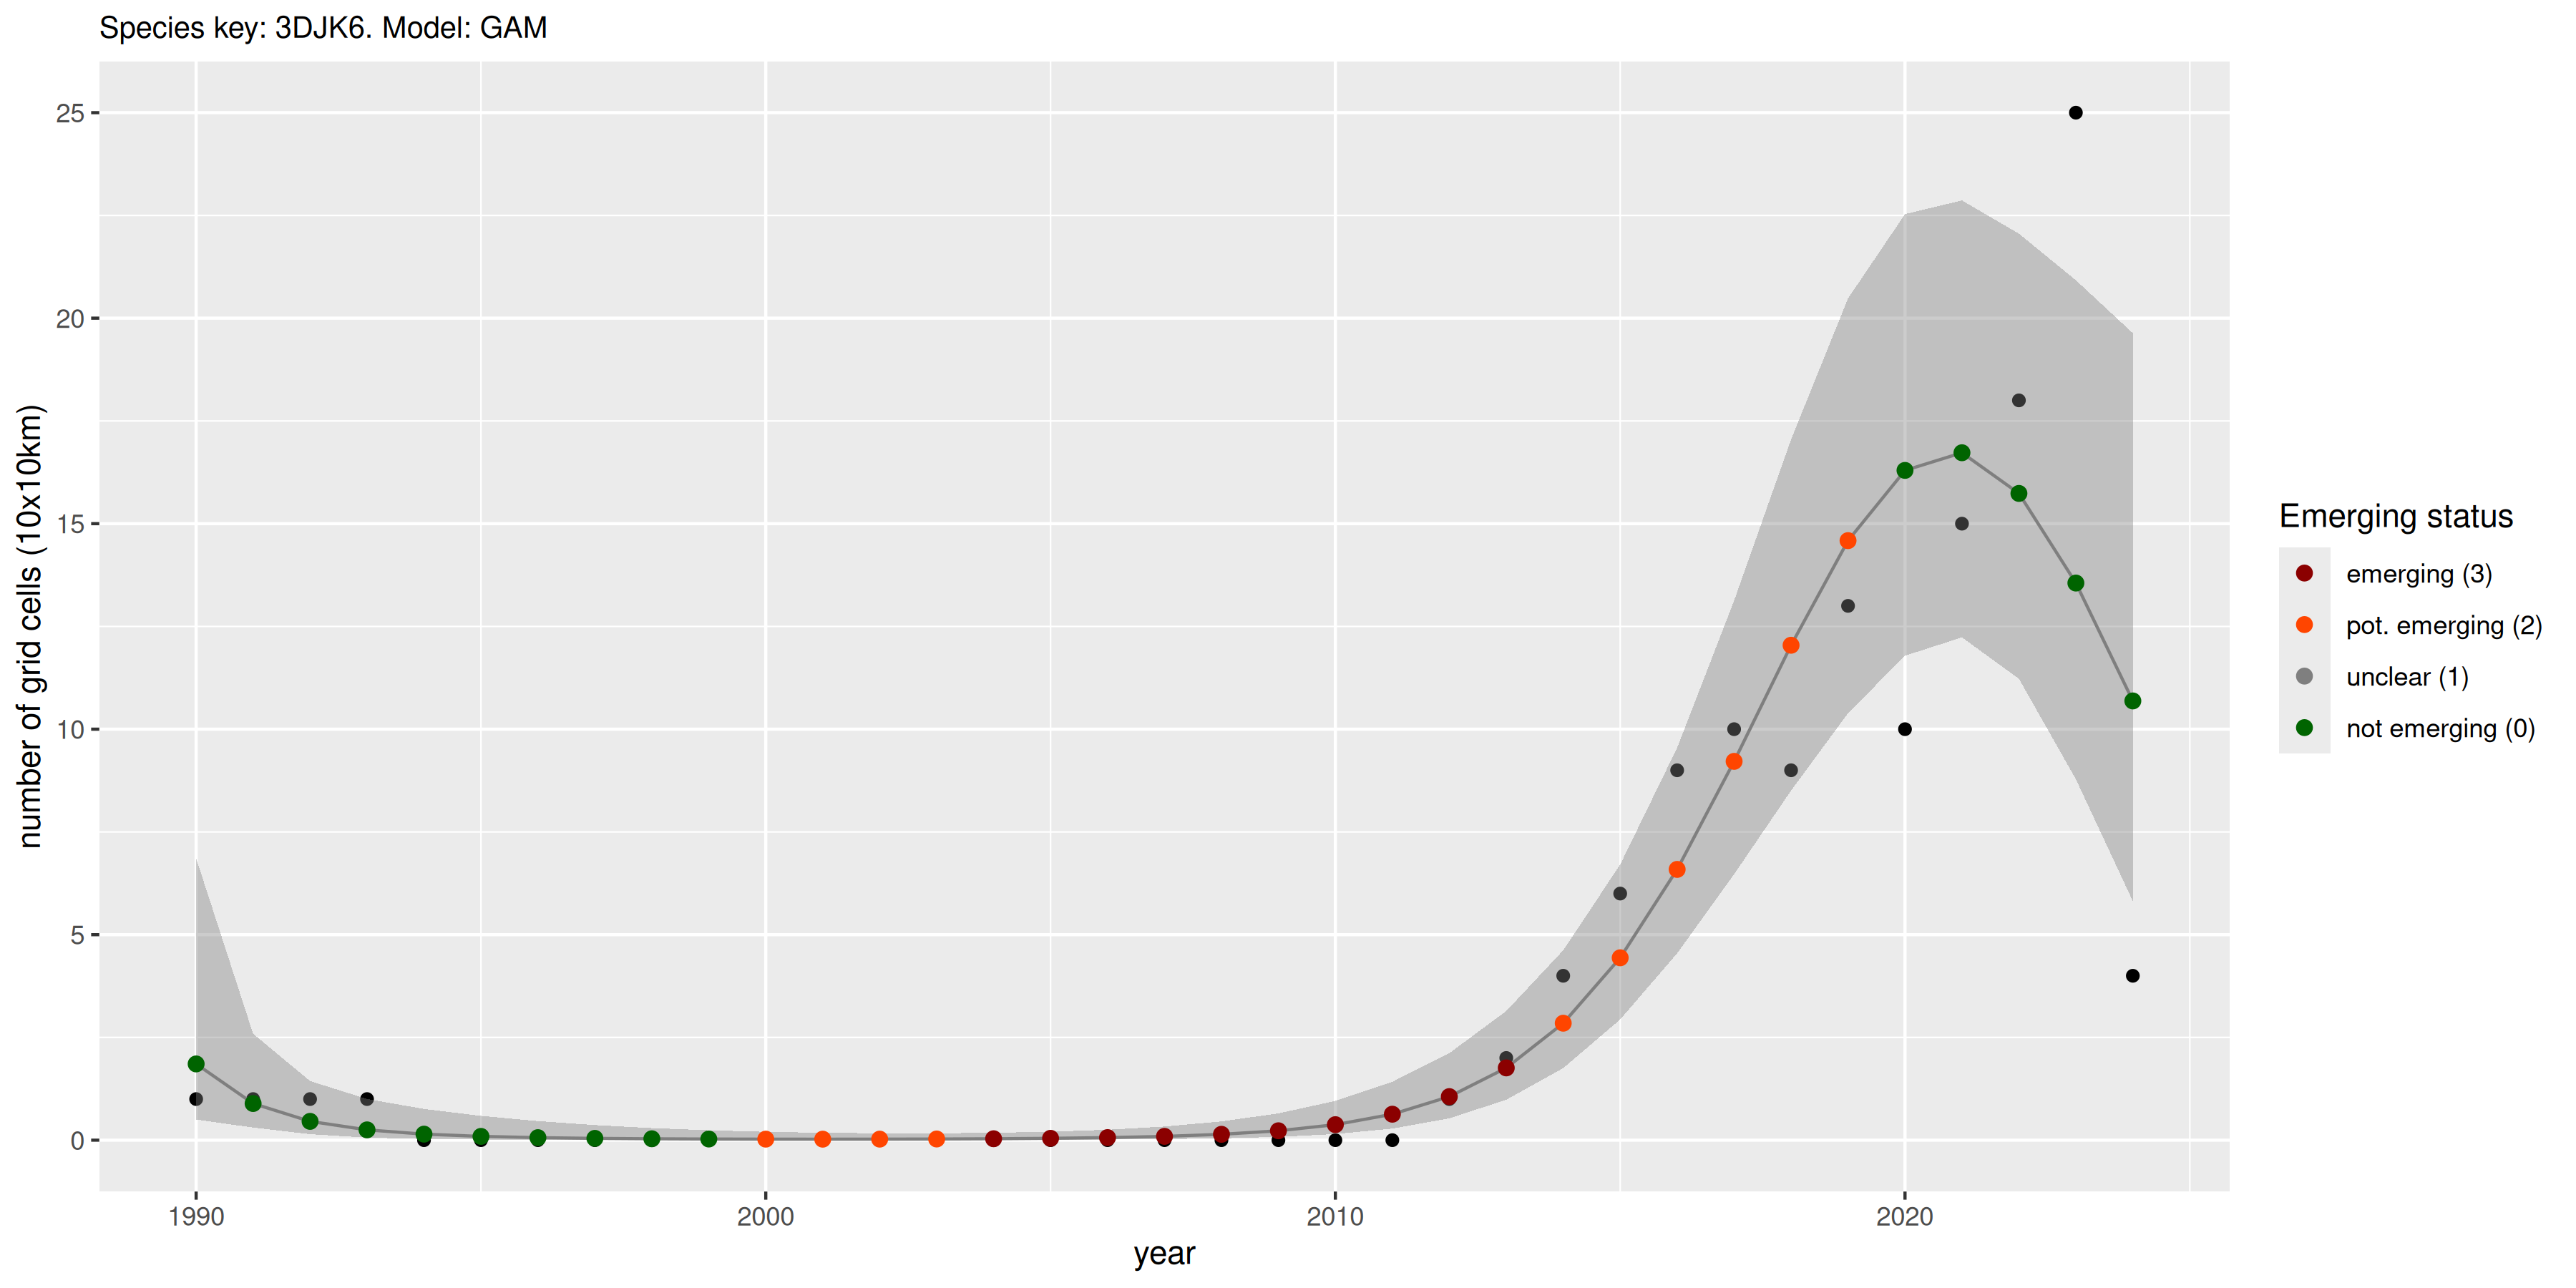 Species key: 3DJK6. Model: GAM
25
20
15
10
5
0
number of grid cells (10x10km)
1990
2000
2010
2020
year
Emerging status
emerging (3)
pot. emerging (2)
unclear (1)
not emerging (0)